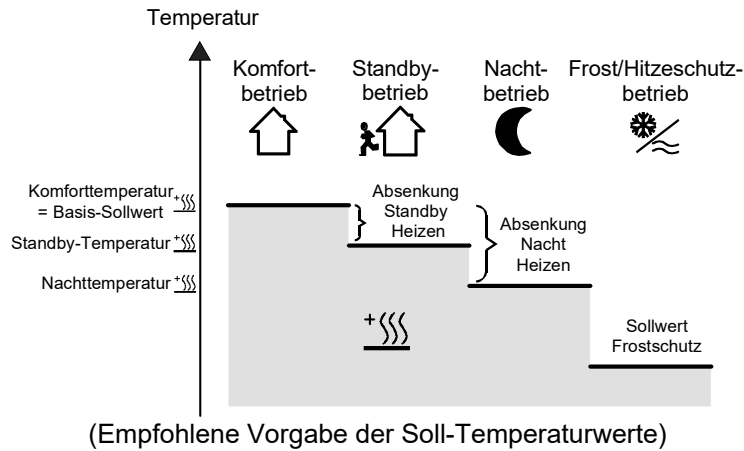 Temperatur
Komfort-
betrieb
Standby-
betrieb
Nacht-
betrieb
Frost/Hitzeschutz-
betrieb
Komforttemperatur
= Basis-Sollwert
Standby-Temperatur
Nachttemperatur
Absenkung
Standby
Heizen
Absenkung
Nacht
Heizen
Sollwert
Frostschutz
(Empfohlene Vorgabe der Soll-Temperaturwerte)